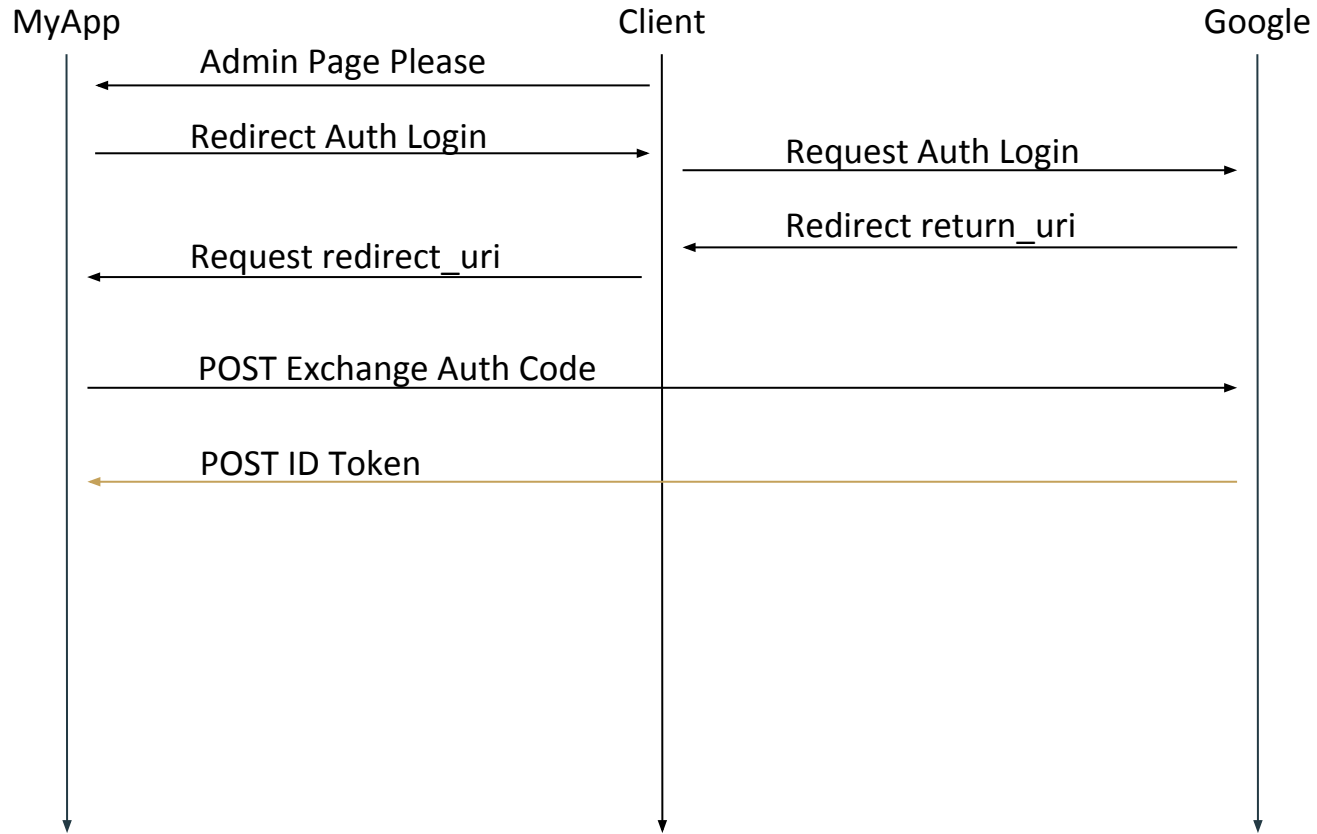 MyApp
Client
Google
Admin Page Please
Redirect Auth Login
Request Auth Login
Redirect return_uri
Request redirect_uri
POST Exchange Auth Code
POST ID Token